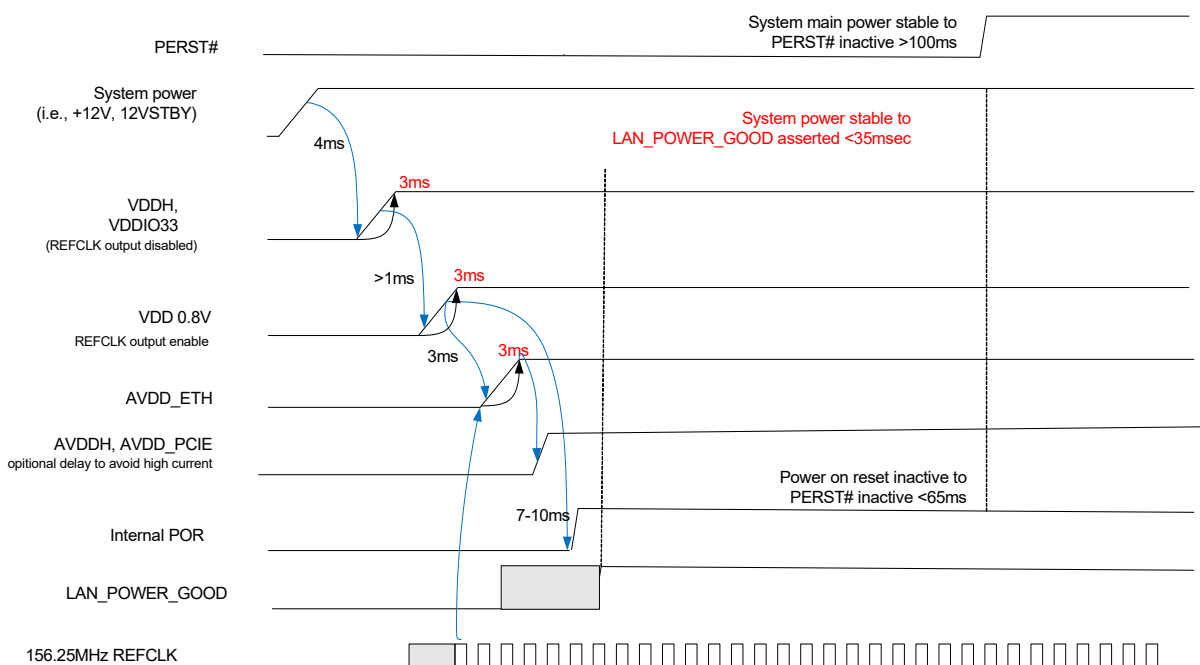 System main power stable to
PERST# inactive >100ms
PERST#
System power
(i.e., +12V, 12VSTBY)
System power stable to
LAN_POWER_GOOD asserted <35msec
4ms
3ms
VDDH,
VDDIO33
(REFCLK output disabled)
>1ms
3ms
VDD 0.8V
REFCLK output enable
3ms
3ms
AVDD_ETH
AVDDH, AVDD_PCIE
opitional delay to avoid high current
Power on reset inactive to
PERST# inactive <65ms
7-10ms
Internal POR
LAN_POWER_GOOD
156.25MHz REFCLK